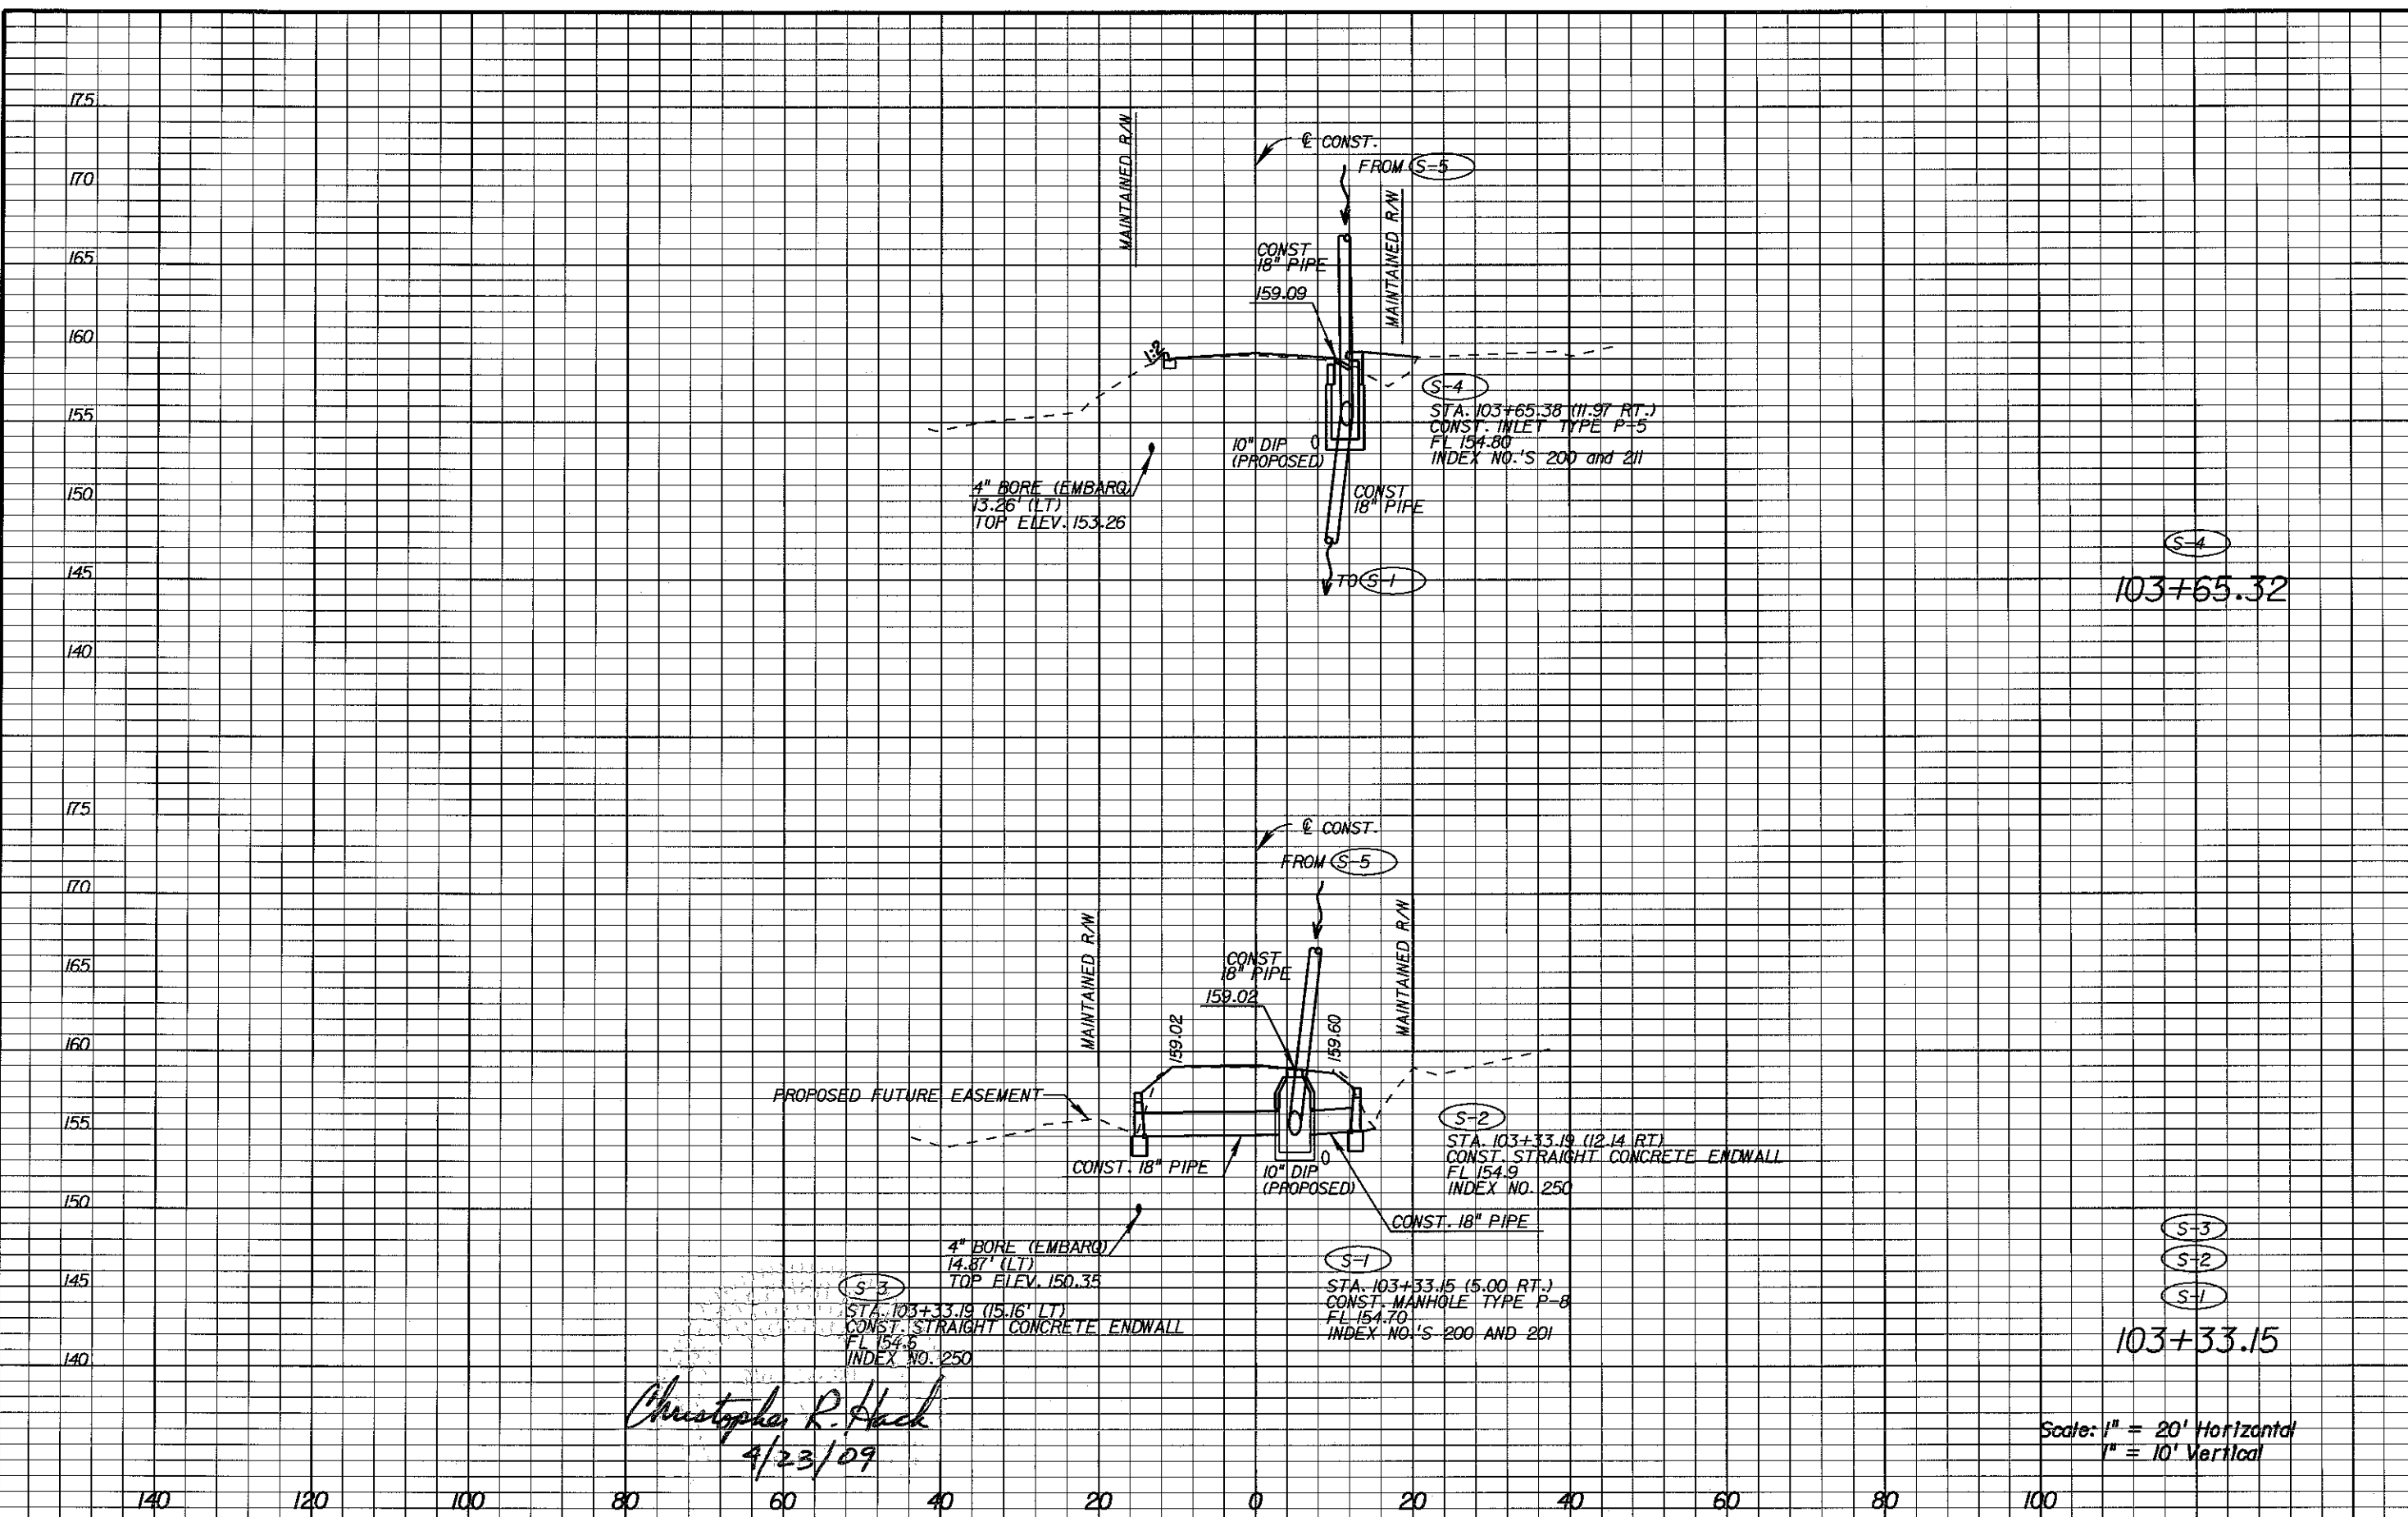 175
170
165
160
155
150
145
140
MAINTAINED R/W
℄ CONST.
FROM S-5
MAINTAINED R/W
CONST
18" PIPE
159.09
1:2
S-4
STA. 103+65.38 (11.97 RT.)
CONST. INLET TYPE P-5
FL 154.80
INDEX NO.'S 200 and 211
10" DIP
(PROPOSED)
4" BORE (EMBARQ)
13.26' (LT)
TOP ELEV. 153.26
CONST
18" PIPE
TO S-1
S-4
103+65.32
175
170
165
160
155
150
145
140
℄ CONST.
FROM S-5
MAINTAINED R/W
MAINTAINED R/W
CONST
18" PIPE
159.02
159.02
159.60
PROPOSED FUTURE EASEMENT
S-2
STA. 103+33.19 (12.14 RT)
CONST. STRAIGHT CONCRETE ENDWALL
FL 154.9
INDEX NO. 250
CONST. 18" PIPE
10" DIP
(PROPOSED)
CONST. 18" PIPE
4" BORE (EMBARQ)
14.87' (LT)
TOP ELEV. 150.35
S-1
STA. 103+33.15 (5.00 RT.)
CONST. MANHOLE TYPE P-8
FL 154.70
INDEX NO.'S 200 AND 201
S-3
STA. 103+33.19 (15.16' LT)
CONST. STRAIGHT CONCRETE ENDWALL
FL 154.6
INDEX NO. 250
S-3
S-2
S-1
103+33.15
Christopher R. Hack
4/23/09
Scale: 1" = 20' Horizontal
1" = 10' Vertical
140 120 100 80 60 40 20 0 20 40 60 80 100